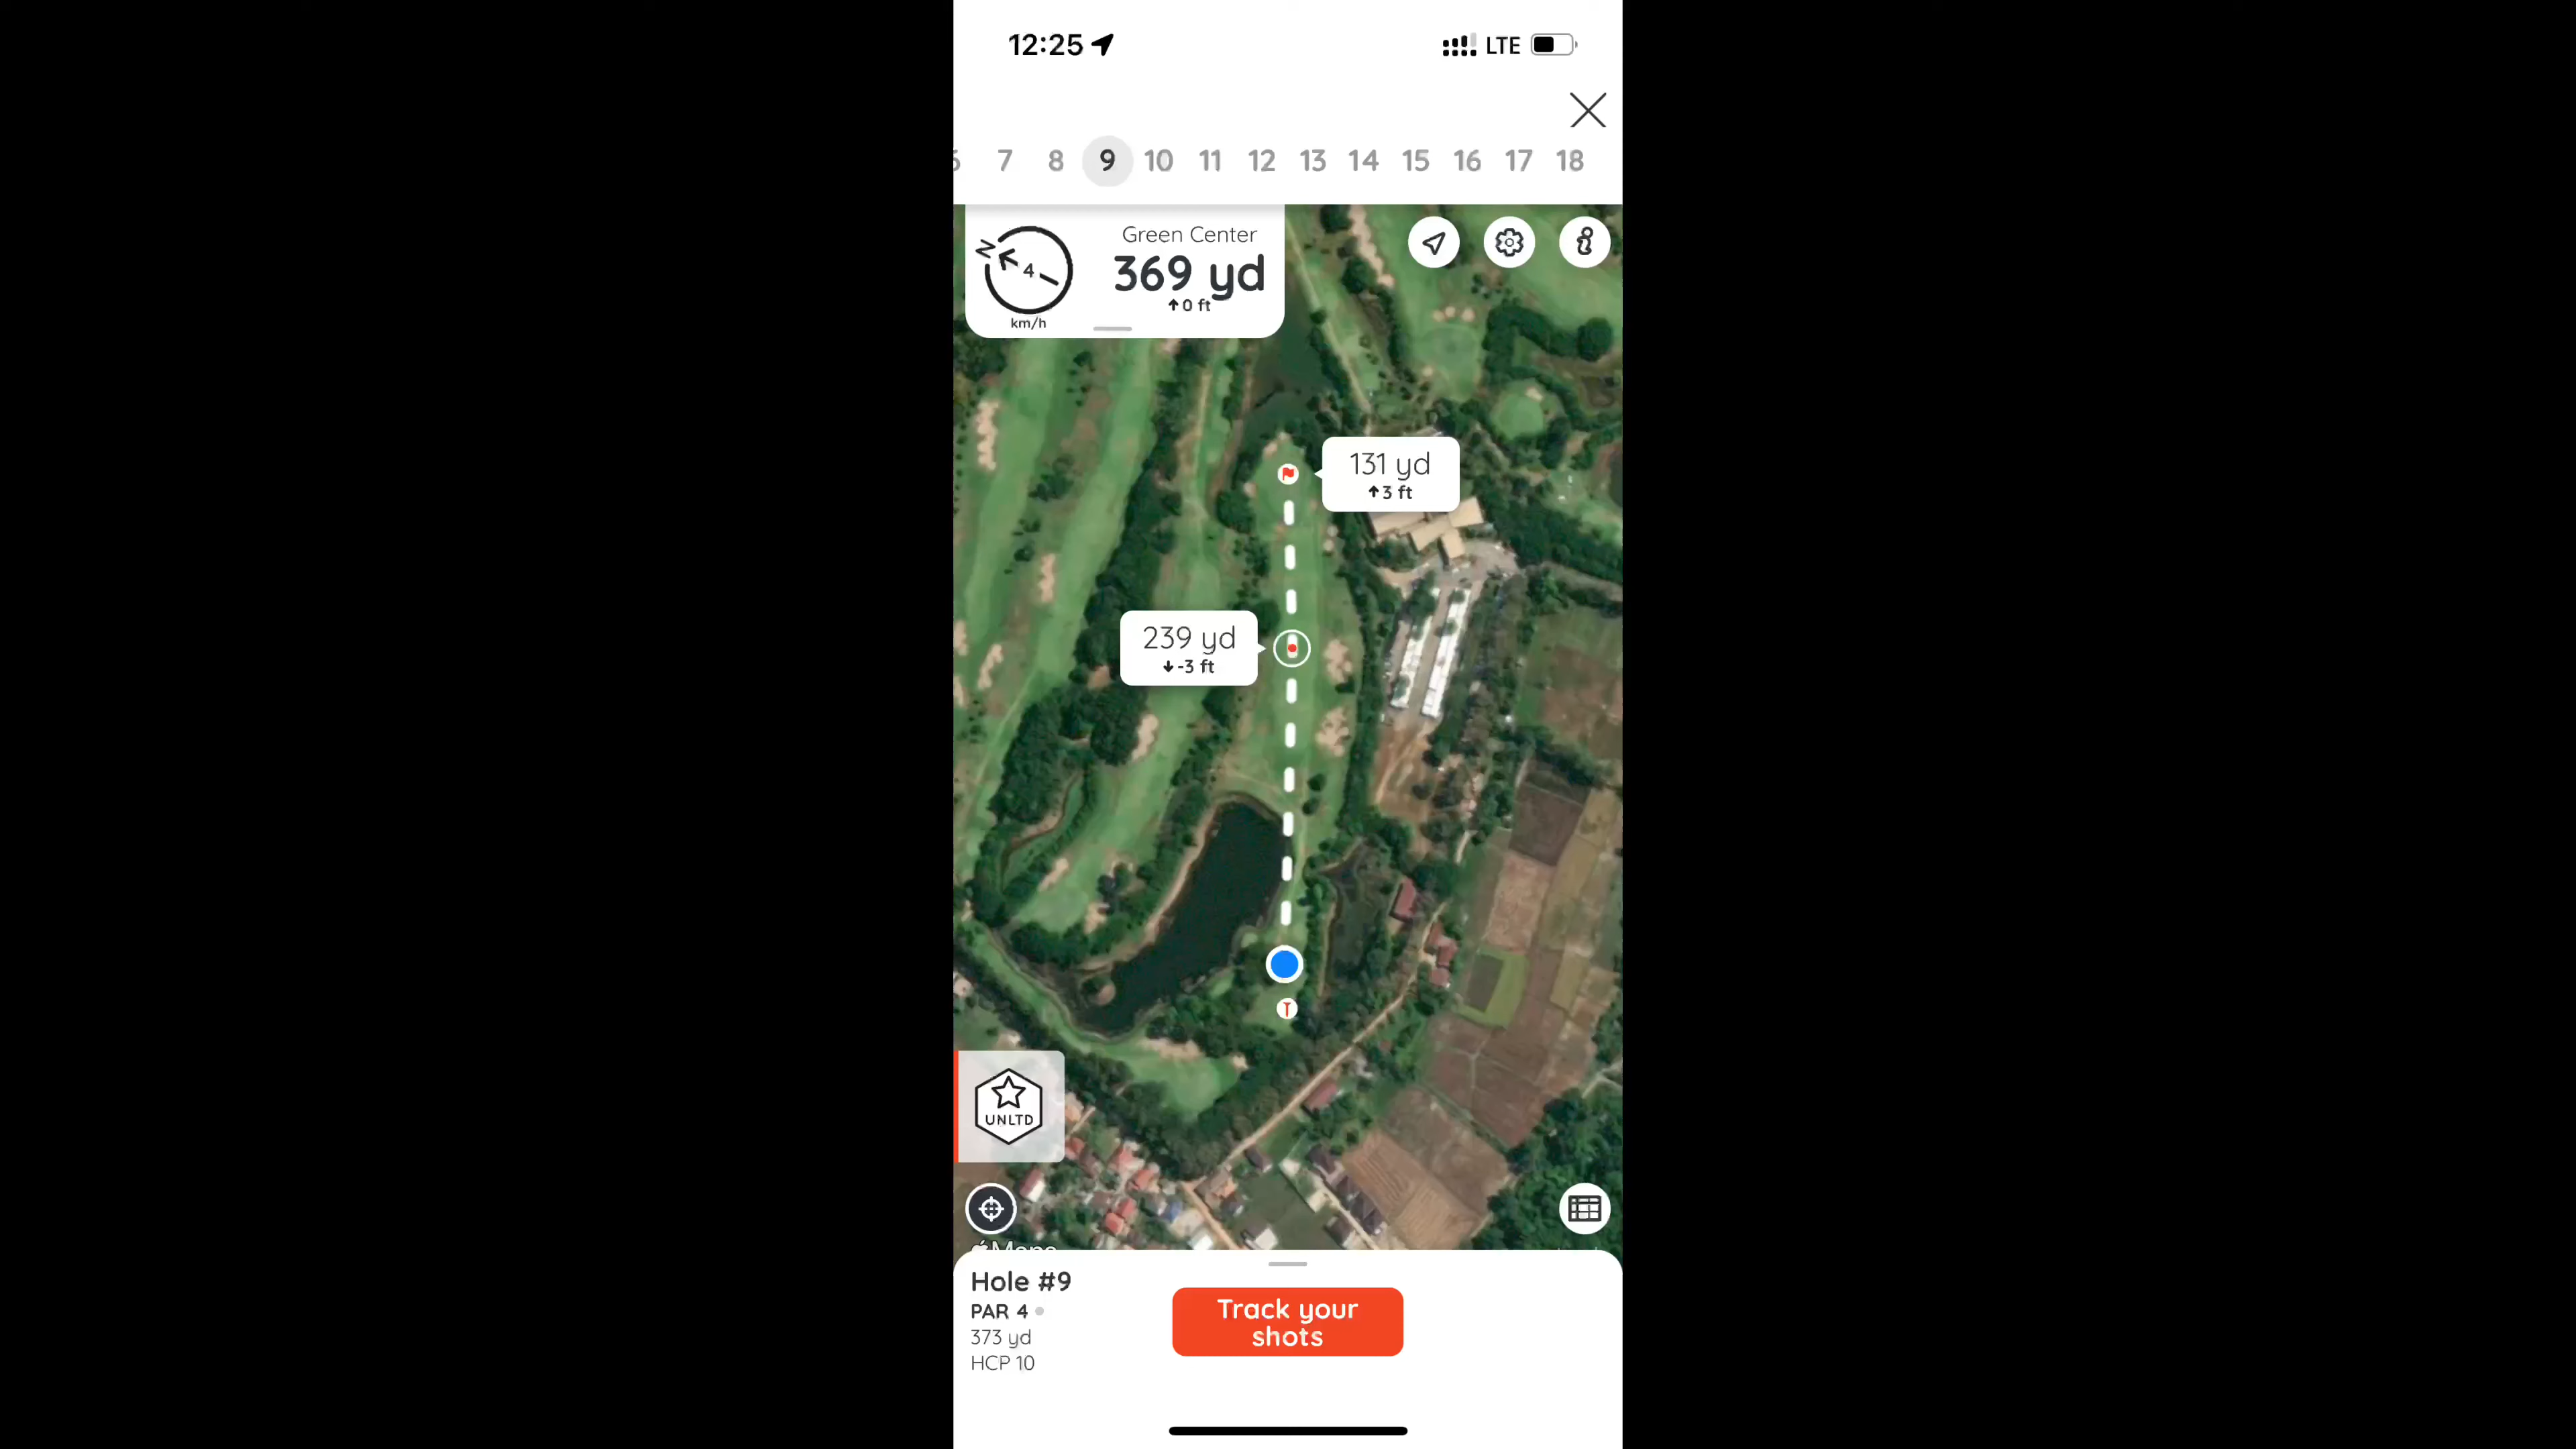 12:25
LTE
7 8 9 10 11 12 13 14 15 16 17 18
N
4
km/h
Green Center
369 yd
↑0 ft
131 yd
↑3 ft
239 yd
↓-3 ft
UNLTD
Hole #9
PAR 4
373 yd
HCP 10
Track your
shots